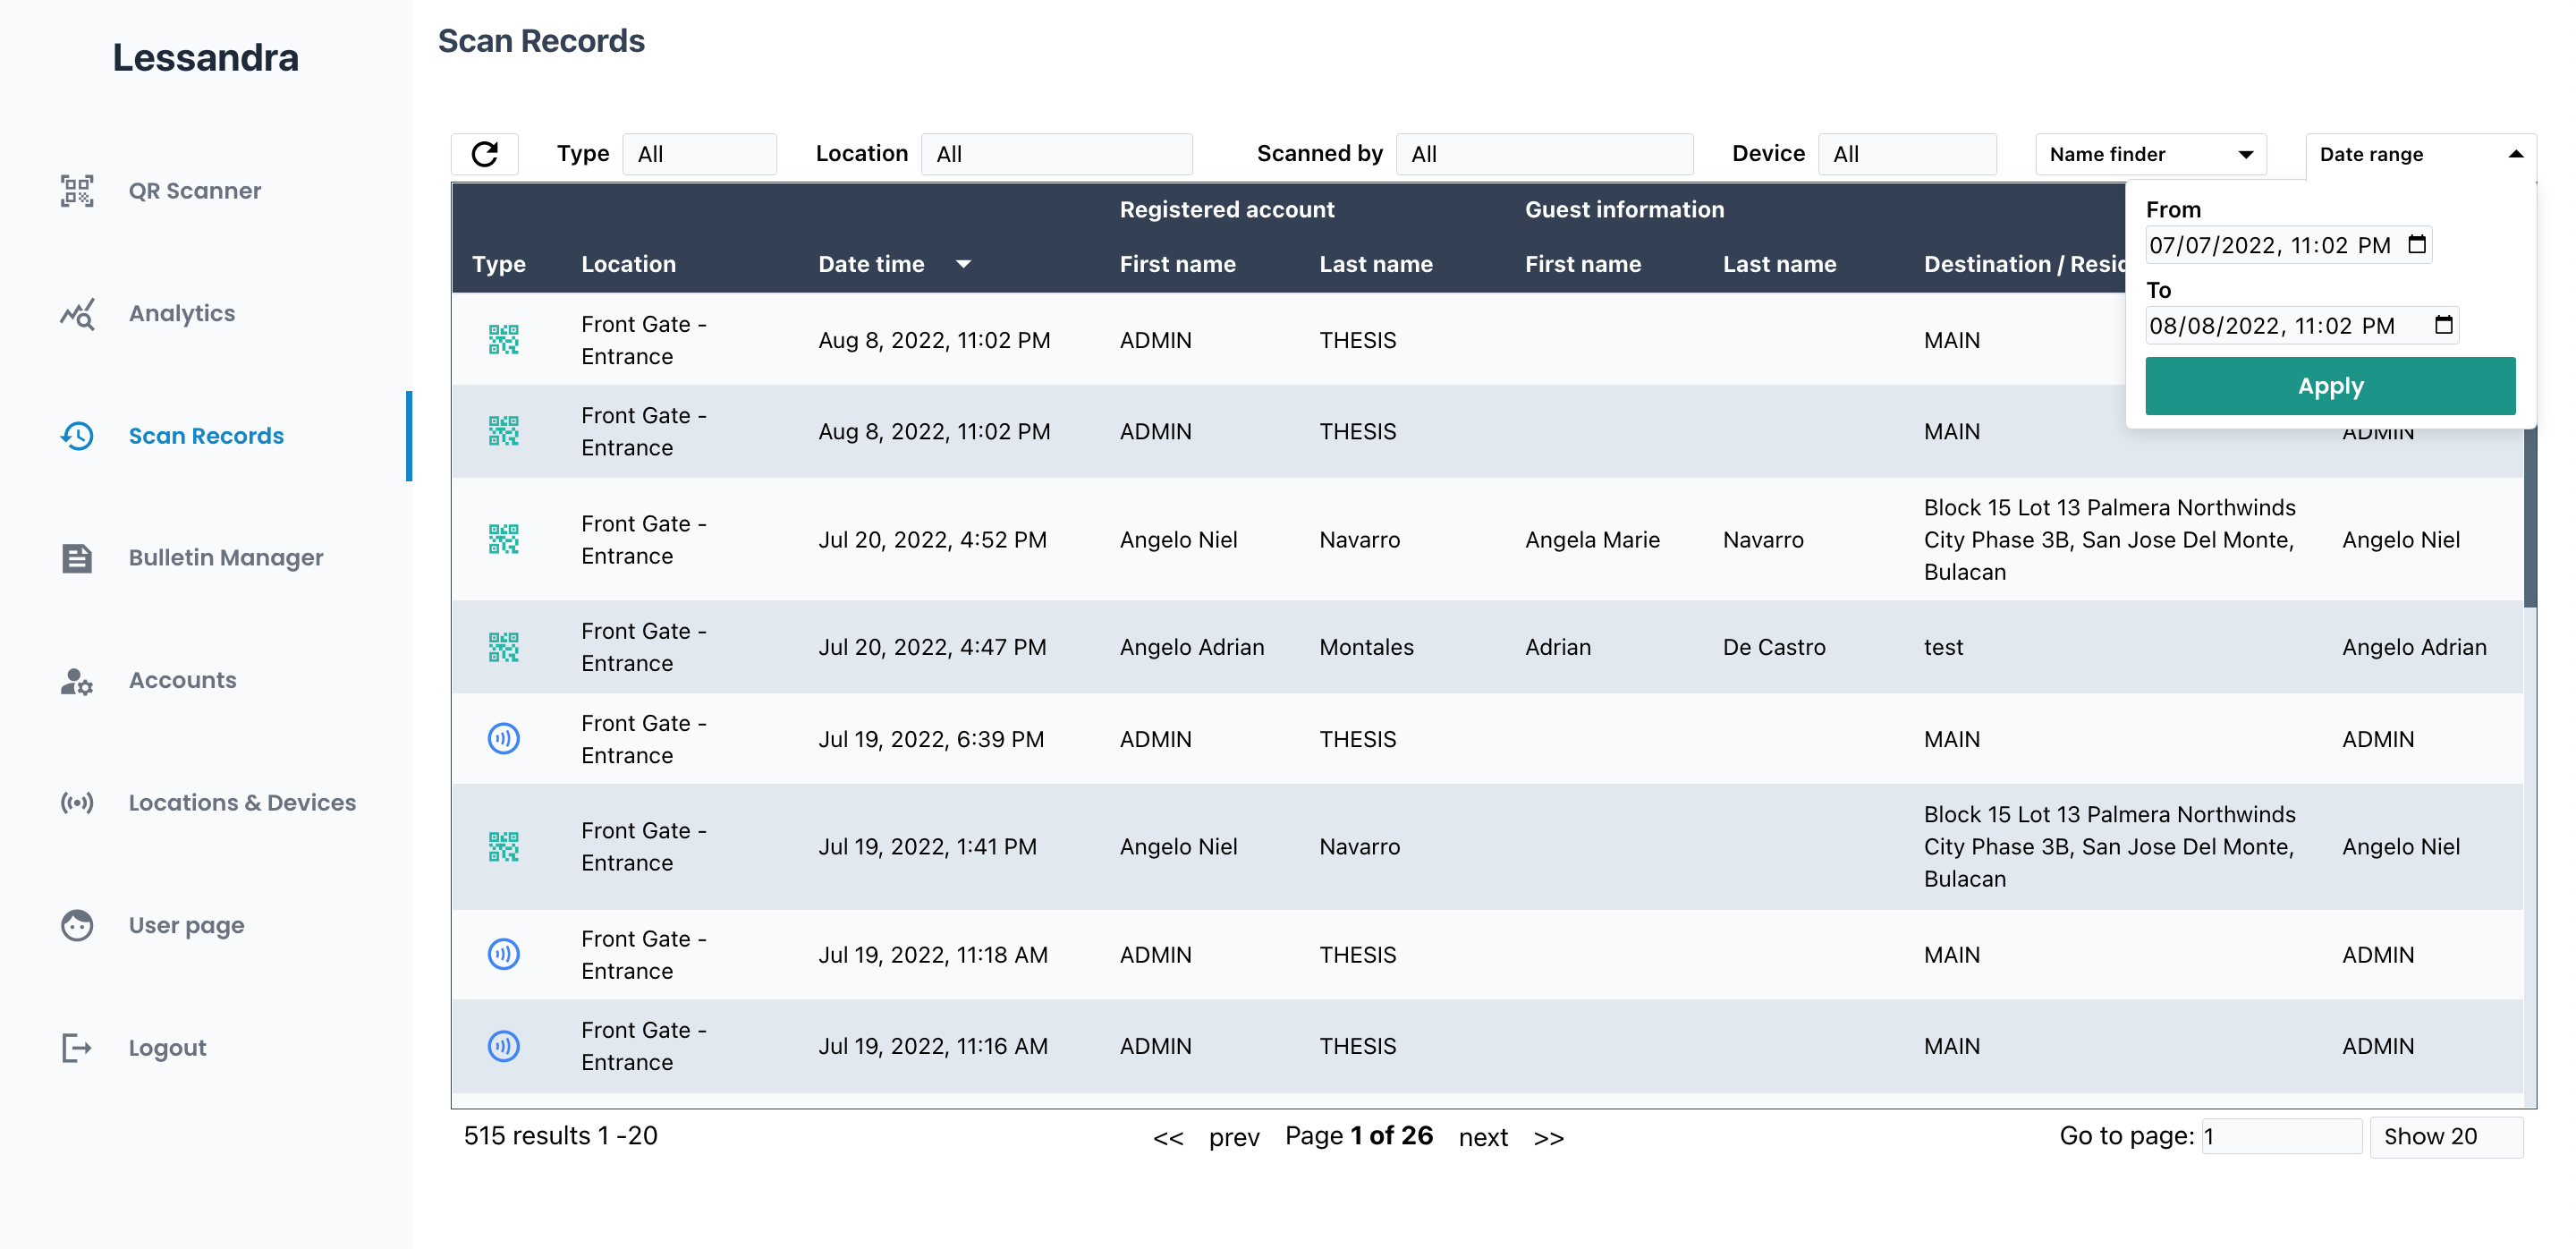 Lessandra
QR Scanner
Analytics
Scan Records
Bulletin Manager
Accounts
Locations & Devices
User page
Logout
Scan Records
Type All Location All Scanned by All Device All Name finder Date range
From
07/07/2022, 11:02 PM
To
08/08/2022, 11:02 PM
Apply
Registered account Guest information
Type Location Date time First name Last name First name Last name Destination /
Front Gate -
Entrance
Aug 8, 2022, 11:02 PM ADMIN THESIS MAIN
Front Gate -
Entrance
Aug 8, 2022, 11:02 PM ADMIN THESIS MAIN ADMIN
Front Gate -
Entrance
Jul 20, 2022, 4:52 PM Angelo Niel Navarro Angela Marie Navarro
Block 15 Lot 13 Palmera Northwinds
City Phase 3B, San Jose Del Monte,
Bulacan
Angelo Niel
Front Gate -
Entrance
Jul 20, 2022, 4:47 PM Angelo Adrian Montales Adrian De Castro test Angelo Adrian
Front Gate -
Entrance
Jul 19, 2022, 6:39 PM ADMIN THESIS MAIN ADMIN
Front Gate -
Entrance
Jul 19, 2022, 1:41 PM Angelo Niel Navarro
Block 15 Lot 13 Palmera Northwinds
City Phase 3B, San Jose Del Monte,
Bulacan
Angelo Niel
Front Gate -
Entrance
Jul 19, 2022, 11:18 AM ADMIN THESIS MAIN ADMIN
Front Gate -
Entrance
Jul 19, 2022, 11:16 AM ADMIN THESIS MAIN ADMIN
515 results 1 -20 << prev Page 1 of 26 next >> Go to page: 1 Show 20